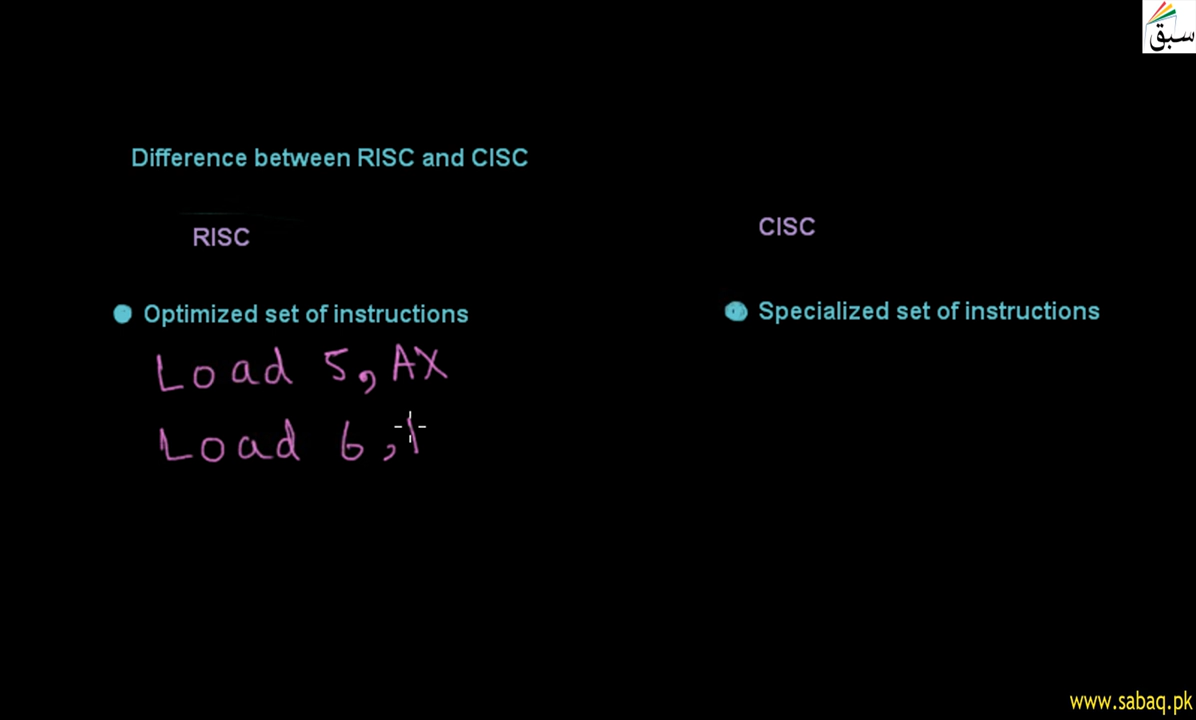 سبق
Difference between RISC and CISC
RISC
CISC
Optimized set of instructions
Specialized set of instructions
Load 5, AX
Load 6,
www.sabaq.pk